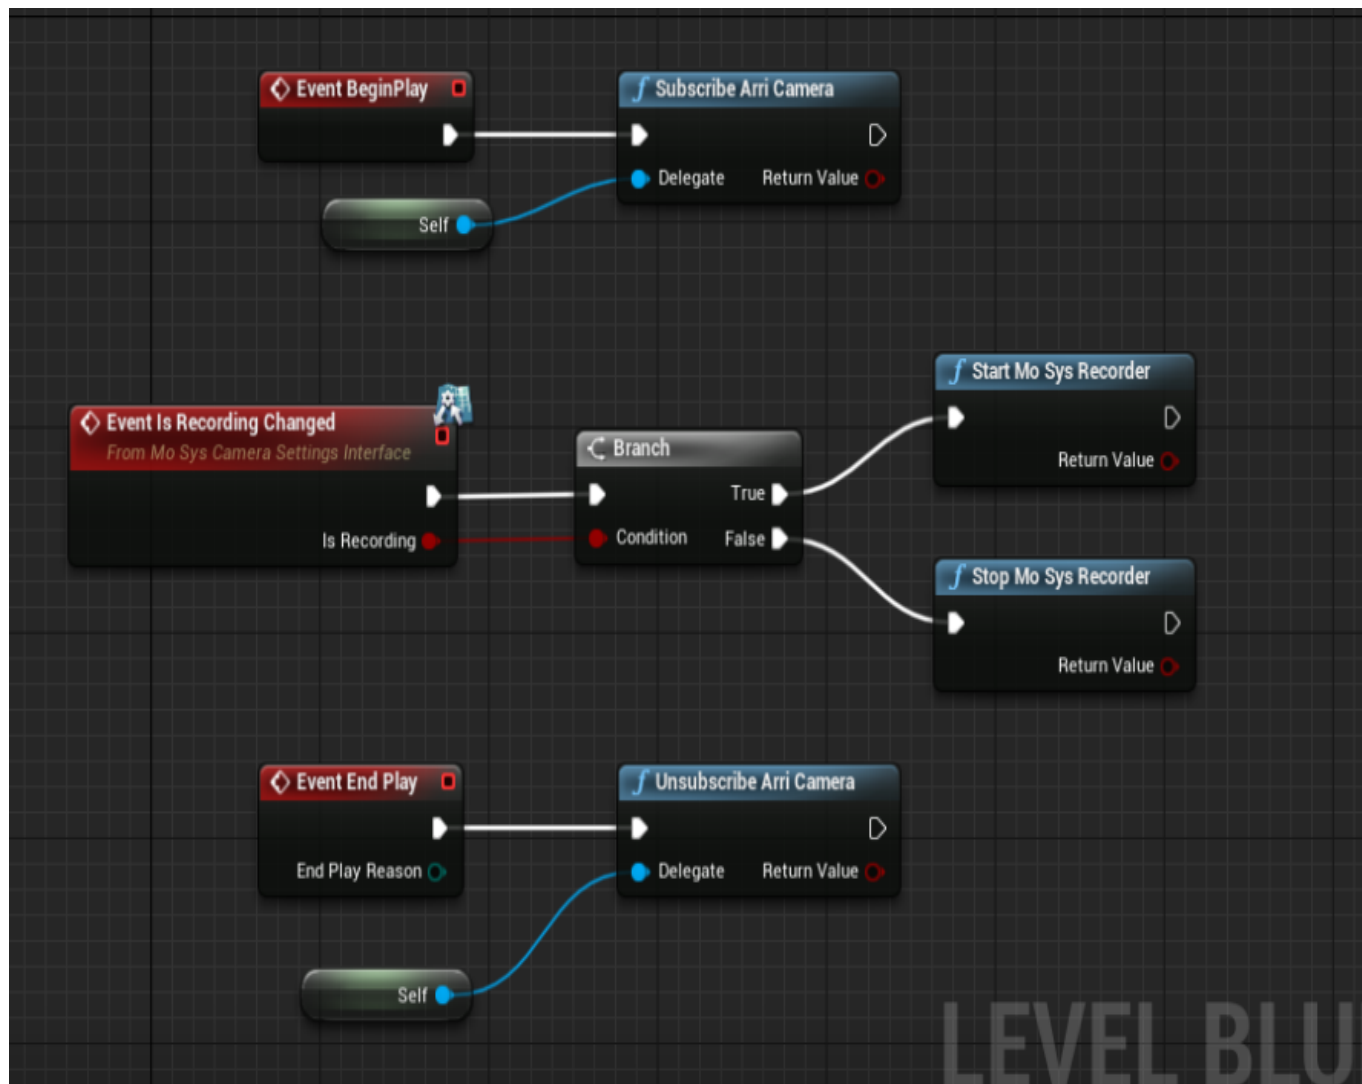 Event BeginPlay
Subscribe Arri Camera
Delegate
Return Value
Self
Event Is Recording Changed
From Mo Sys Camera Settings Interface
Is Recording
Branch
True
Condition
False
Start Mo Sys Recorder
Return Value
Stop Mo Sys Recorder
Return Value
Event End Play
End Play Reason
Unsubscribe Arri Camera
Delegate
Return Value
Self
LEVEL BLU